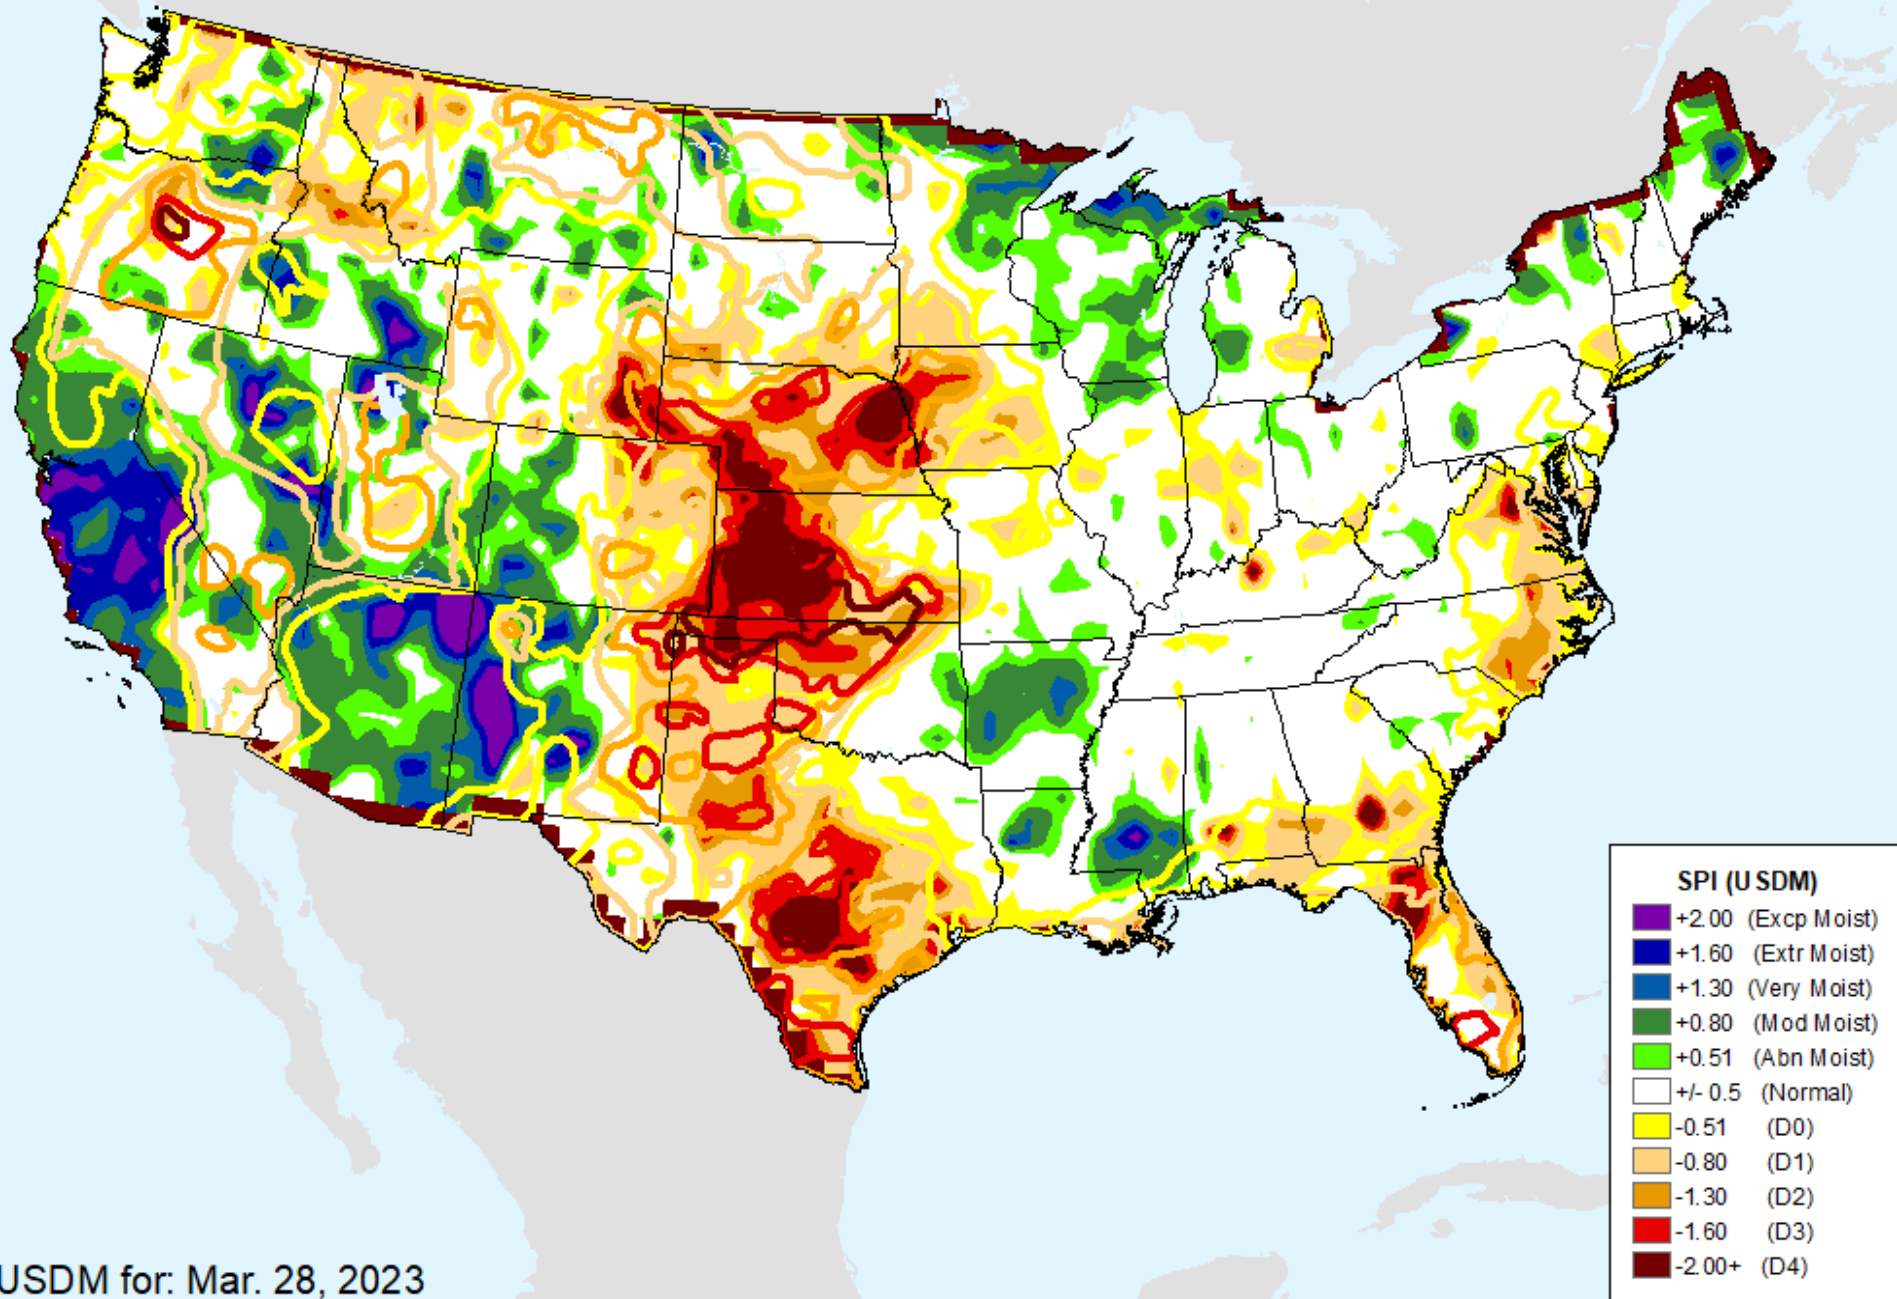 SPI (USDM)
+2.00 (Excp Moist)
+1.60 (Extr Moist)
+1.30 (Very Moist)
+0.80 (Mod Moist)
+0.51 (Abn Moist)
+/- 0.5 (Normal)
-0.51 (D0)
-0.80 (D1)
-1.30 (D2)
-1.60 (D3)
-2.00+ (D4)
USDM for: Mar. 28, 2023